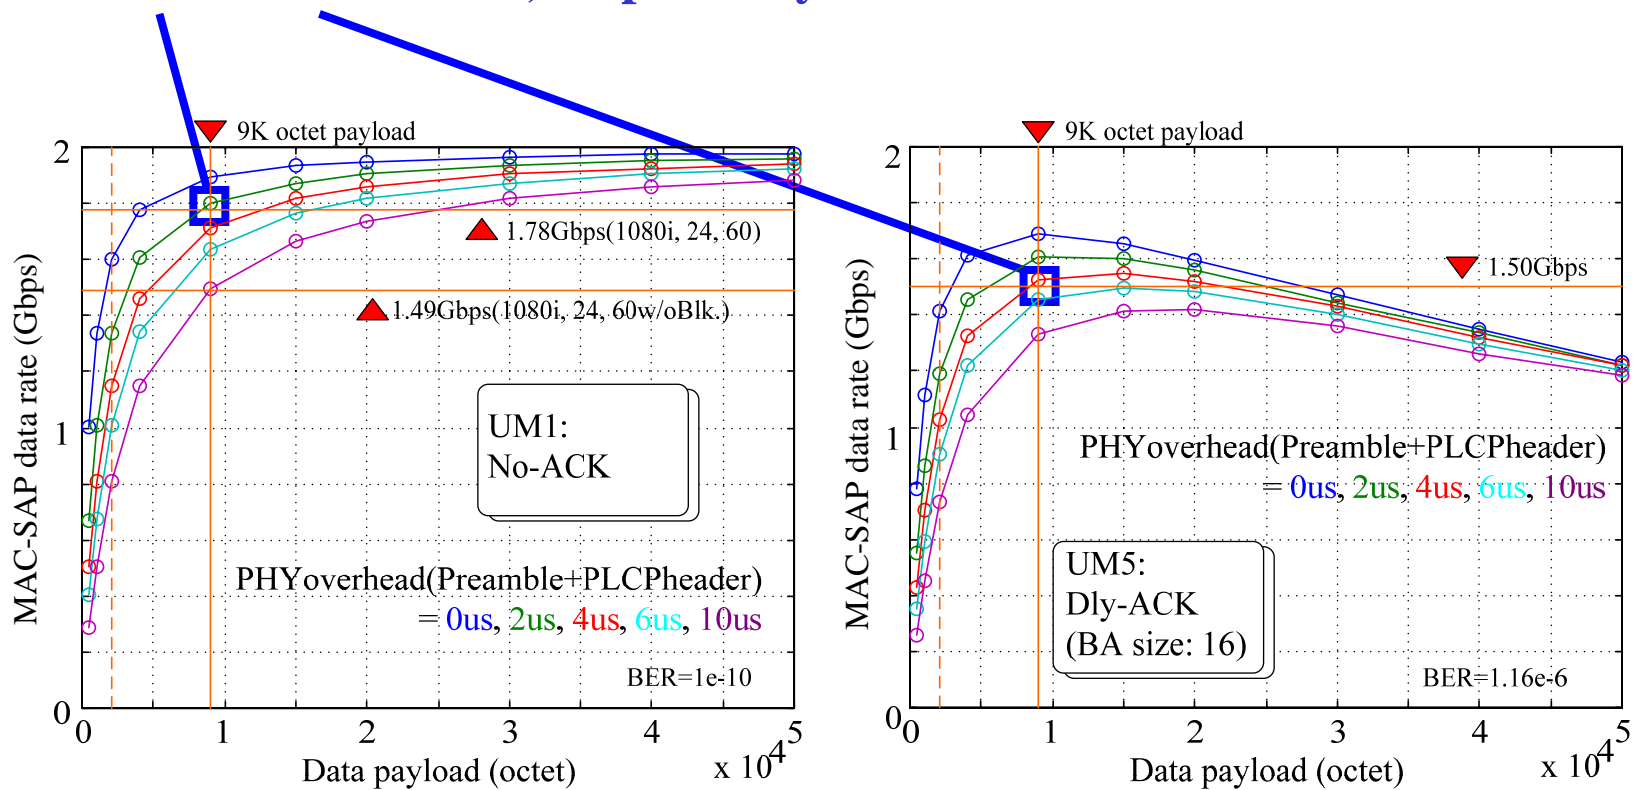 9K octet payload
2
1.78Gbps(1080i, 24, 60)
1.49Gbps(1080i, 24, 60w/oBlk.)
1
UM1:
No-ACK
PHYoverhead(Preamble+PLCPheader)
= 0us, 2us, 4us, 6us, 10us
BER=1e-10
0
0 1 2 3 4 5
Data payload (octet)
x 10^4
MAC-SAP data rate (Gbps)
9K octet payload
2
1.50Gbps
1
PHYoverhead(Preamble+PLCPheader)
= 0us, 2us, 4us, 6us, 10us
UM5:
Dly-ACK
(BA size: 16)
BER=1.16e-6
0
0 1 2 3 4 5
Data payload (octet)
x 10^4
MAC-SAP data rate (Gbps)